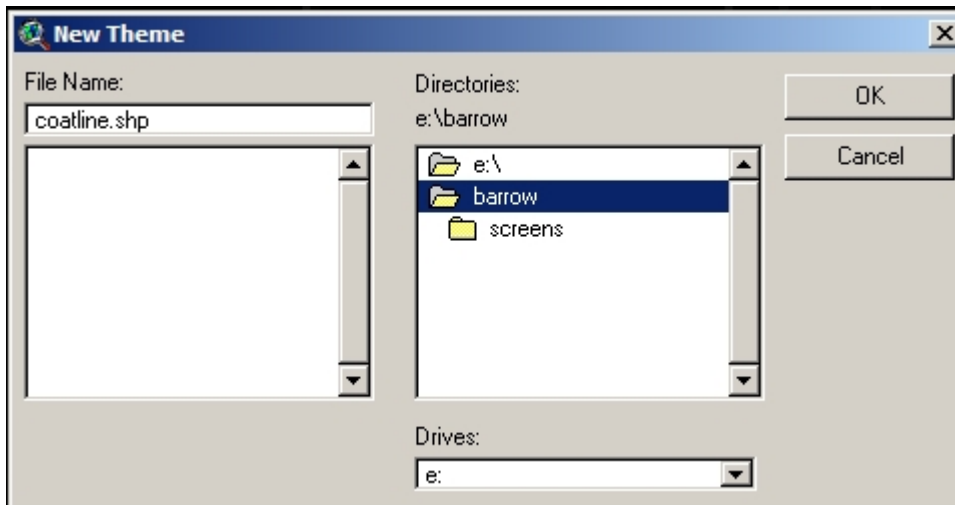 New Theme
File Name:
coatline.shp
Directories:
e:\barrow
e:\
barrow
screens
Drives:
e:
OK
Cancel